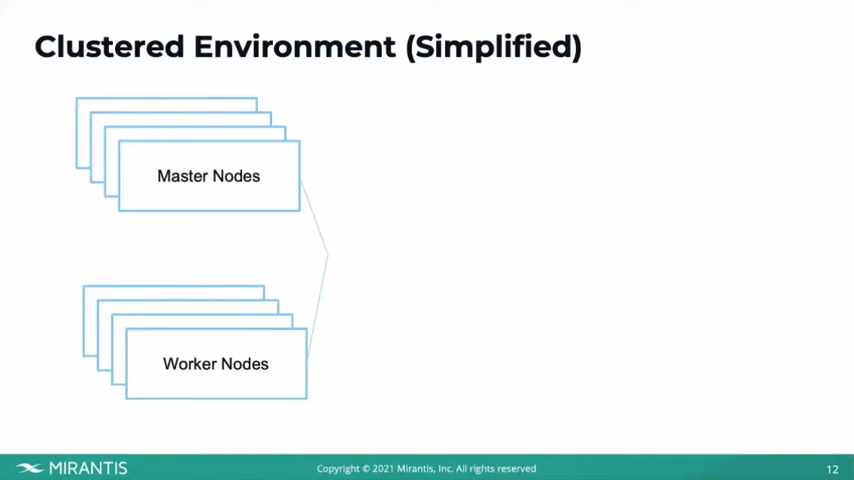 Clustered Environment (Simplified)
Master Nodes
Worker Nodes
MIRANTIS
Copyright © 2021 Mirantis, Inc. All rights reserved
12